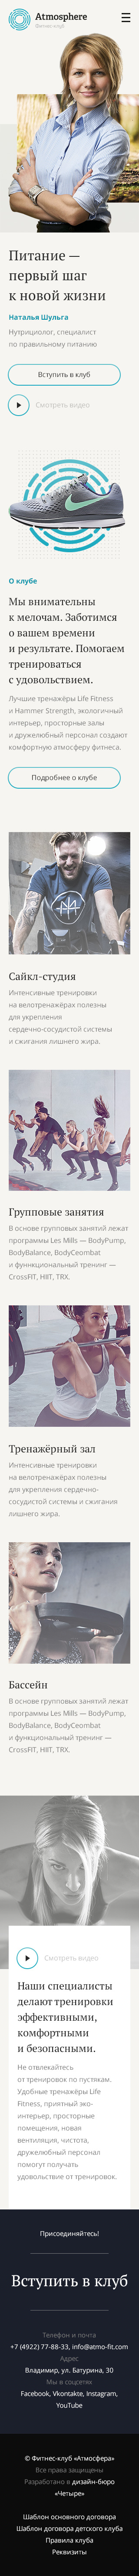 Atmosphere
Фитнес-клуб
Питание —
первый шаг
к новой жизни
Наталья Шульга
Нутрициолог, специалист
по правильному питанию
Вступить в клуб
Смотреть видео
О клубе
Мы внимательны
к мелочам. Заботимся
о вашем времени
и результате. Помогаем
тренироваться
с удовольствием.
Лучшие тренажёры Life Fitness
и Hammer Strength, экологичный
интерьер, просторные залы
и дружелюбный персонал создают
комфортную атмосферу фитнеса.
Подробнее о клубе
Сайкл-студия
Интенсивные тренировки
на велотренажёрах полезны
для укрепления
сердечно-сосудистой системы
и сжигания лишнего жира.
Групповые занятия
В основе групповых занятий лежат
программы Les Mills — BodyPump,
BodyBalance, BodyCeombat
и функциональный тренинг —
CrossFIT, HIIT, TRX.
Тренажёрный зал
Интенсивные тренировки
на велотренажёрах полезны
для укрепления сердечно-
сосудистой системы и сжигания
лишнего жира.
Бассейн
В основе групповых занятий лежат
программы Les Mills — BodyPump,
BodyBalance, BodyCeombat
и функциональный тренинг —
CrossFIT, HIIT, TRX.
Смотреть видео
Наши специалисты
делают тренировки
эффективными,
комфортными
и безопасными.
Не отвлекайтесь
от тренировок по пустякам.
Удобные тренажёры Life
Fitness, приятный эко-
интерьер, просторные
помещения, новая
вентиляция, чистота,
дружелюбный персонал
помогут получать
удовольствие от тренировок.
Присоединяйтесь!
Вступить в клуб
Телефон и почта
+7 (4922) 77-88-33, info@atmo-fit.com
Адрес
Владимир, ул. Батурина, 30
Мы в соцсетях
Facebook, Vkontakte, Instagram,
YouTube
© Фитнес-клуб «Атмосфера»
Все права защищены
Разработано в дизайн-бюро
«Четыре»
Шаблон основного договора
Шаблон договора детского клуба
Правила клуба
Реквизиты